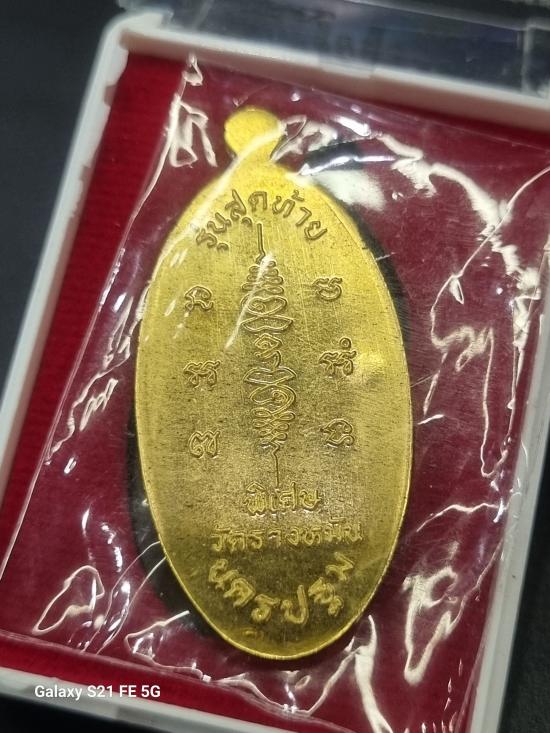 รุ่นสุดท้าย
พิเศษ
วัดรางหมัน
นครปฐม
Galaxy S21 FE 5G